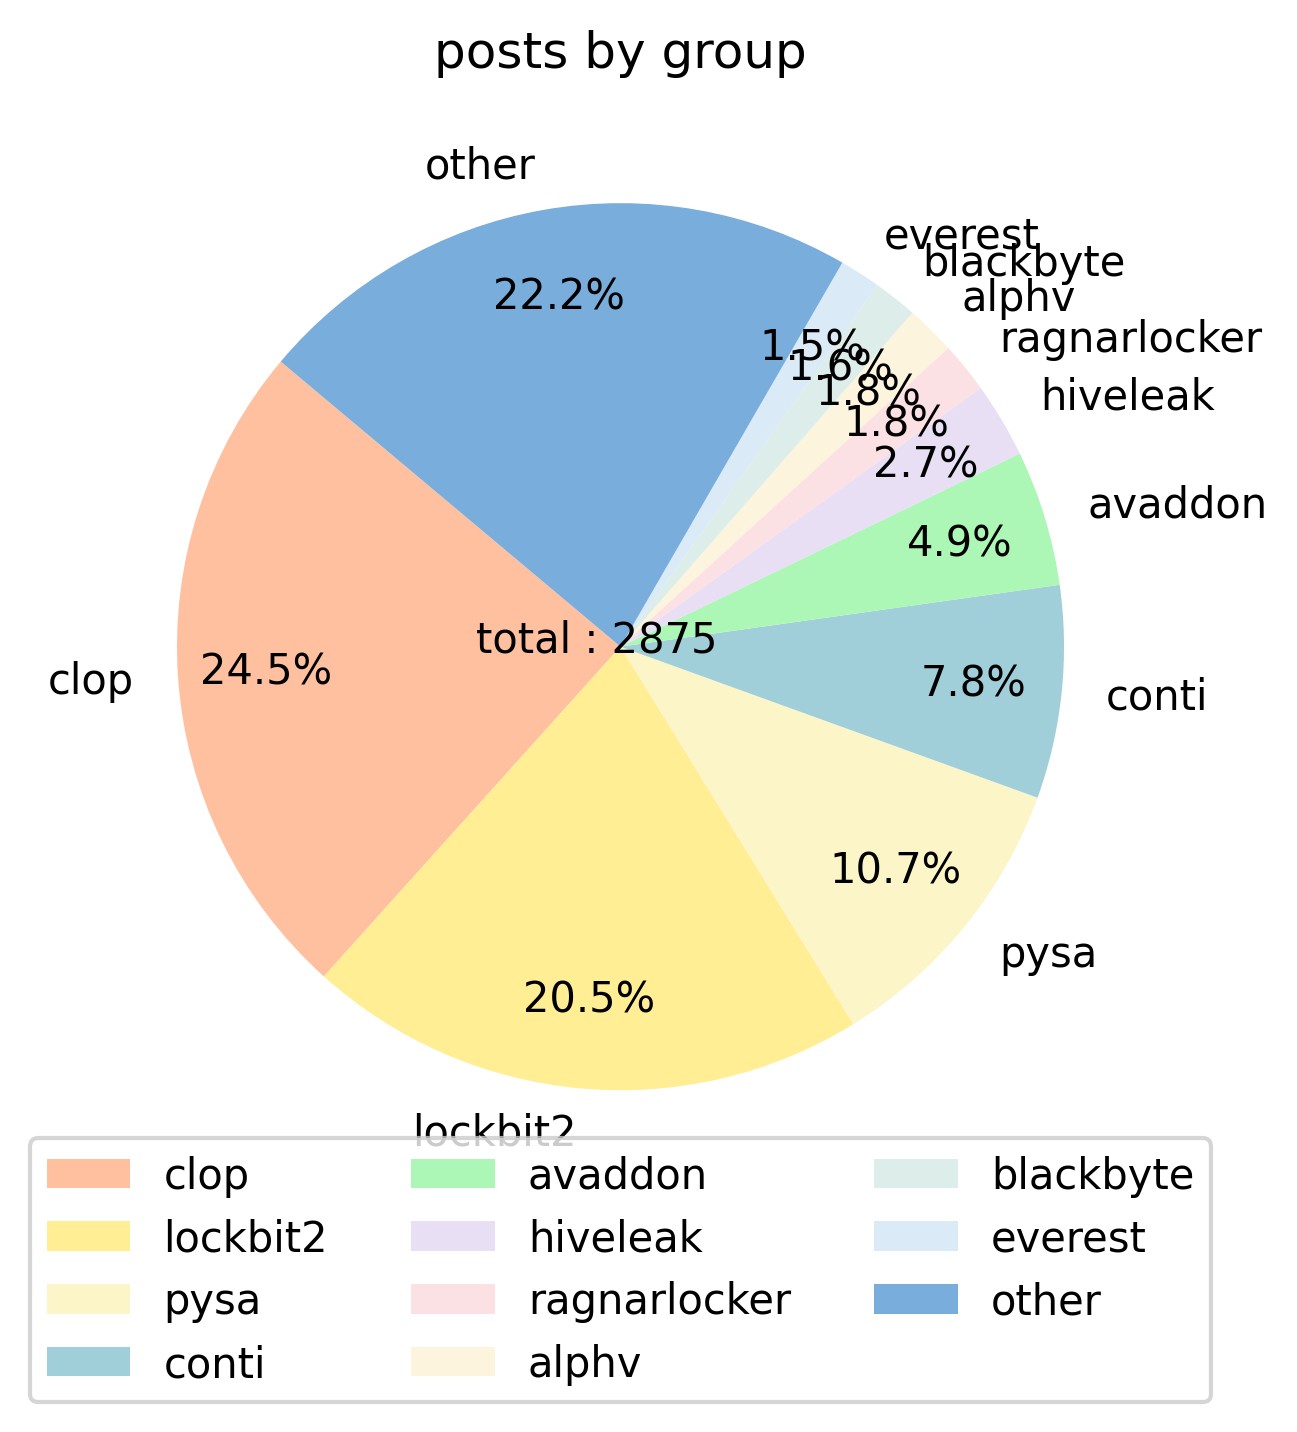 posts by group
other
everest
blackbyte
alphv
ragnarlocker
hiveleak
avaddon
conti
pysa
lockbit2
clop
22.2%
1.5%
1.6%
1.8%
1.8%
2.7%
4.9%
7.8%
10.7%
20.5%
24.5%
total : 2875
clop
lockbit2
pysa
conti
avaddon
hiveleak
ragnarlocker
alphv
blackbyte
everest
other